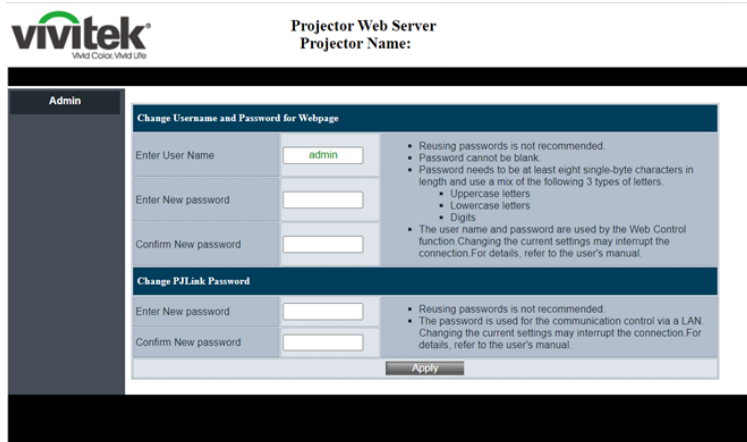 vivitek
Vivid Color, Vivid Life
Projector Web Server
Projector Name:
Admin
Change Username and Password for Webpage
Enter User Name
admin
Enter New password
Confirm New password
Reusing passwords is not recommended.
Password cannot be blank.
Password needs to be at least eight single-byte characters in
length and use a mix of the following 3 types of letters.
Uppercase letters
Lowercase letters
Digits
The user name and password are used by the Web Control
function.Changing the current settings may interrupt the
connection.For details, refer to the user's manual.
Change PJLink Password
Enter New password
Confirm New password
Reusing passwords is not recommended.
The password is used for the communication control via a LAN.
Changing the current settings may interrupt the connection.For
details, refer to the user's manual.
Apply